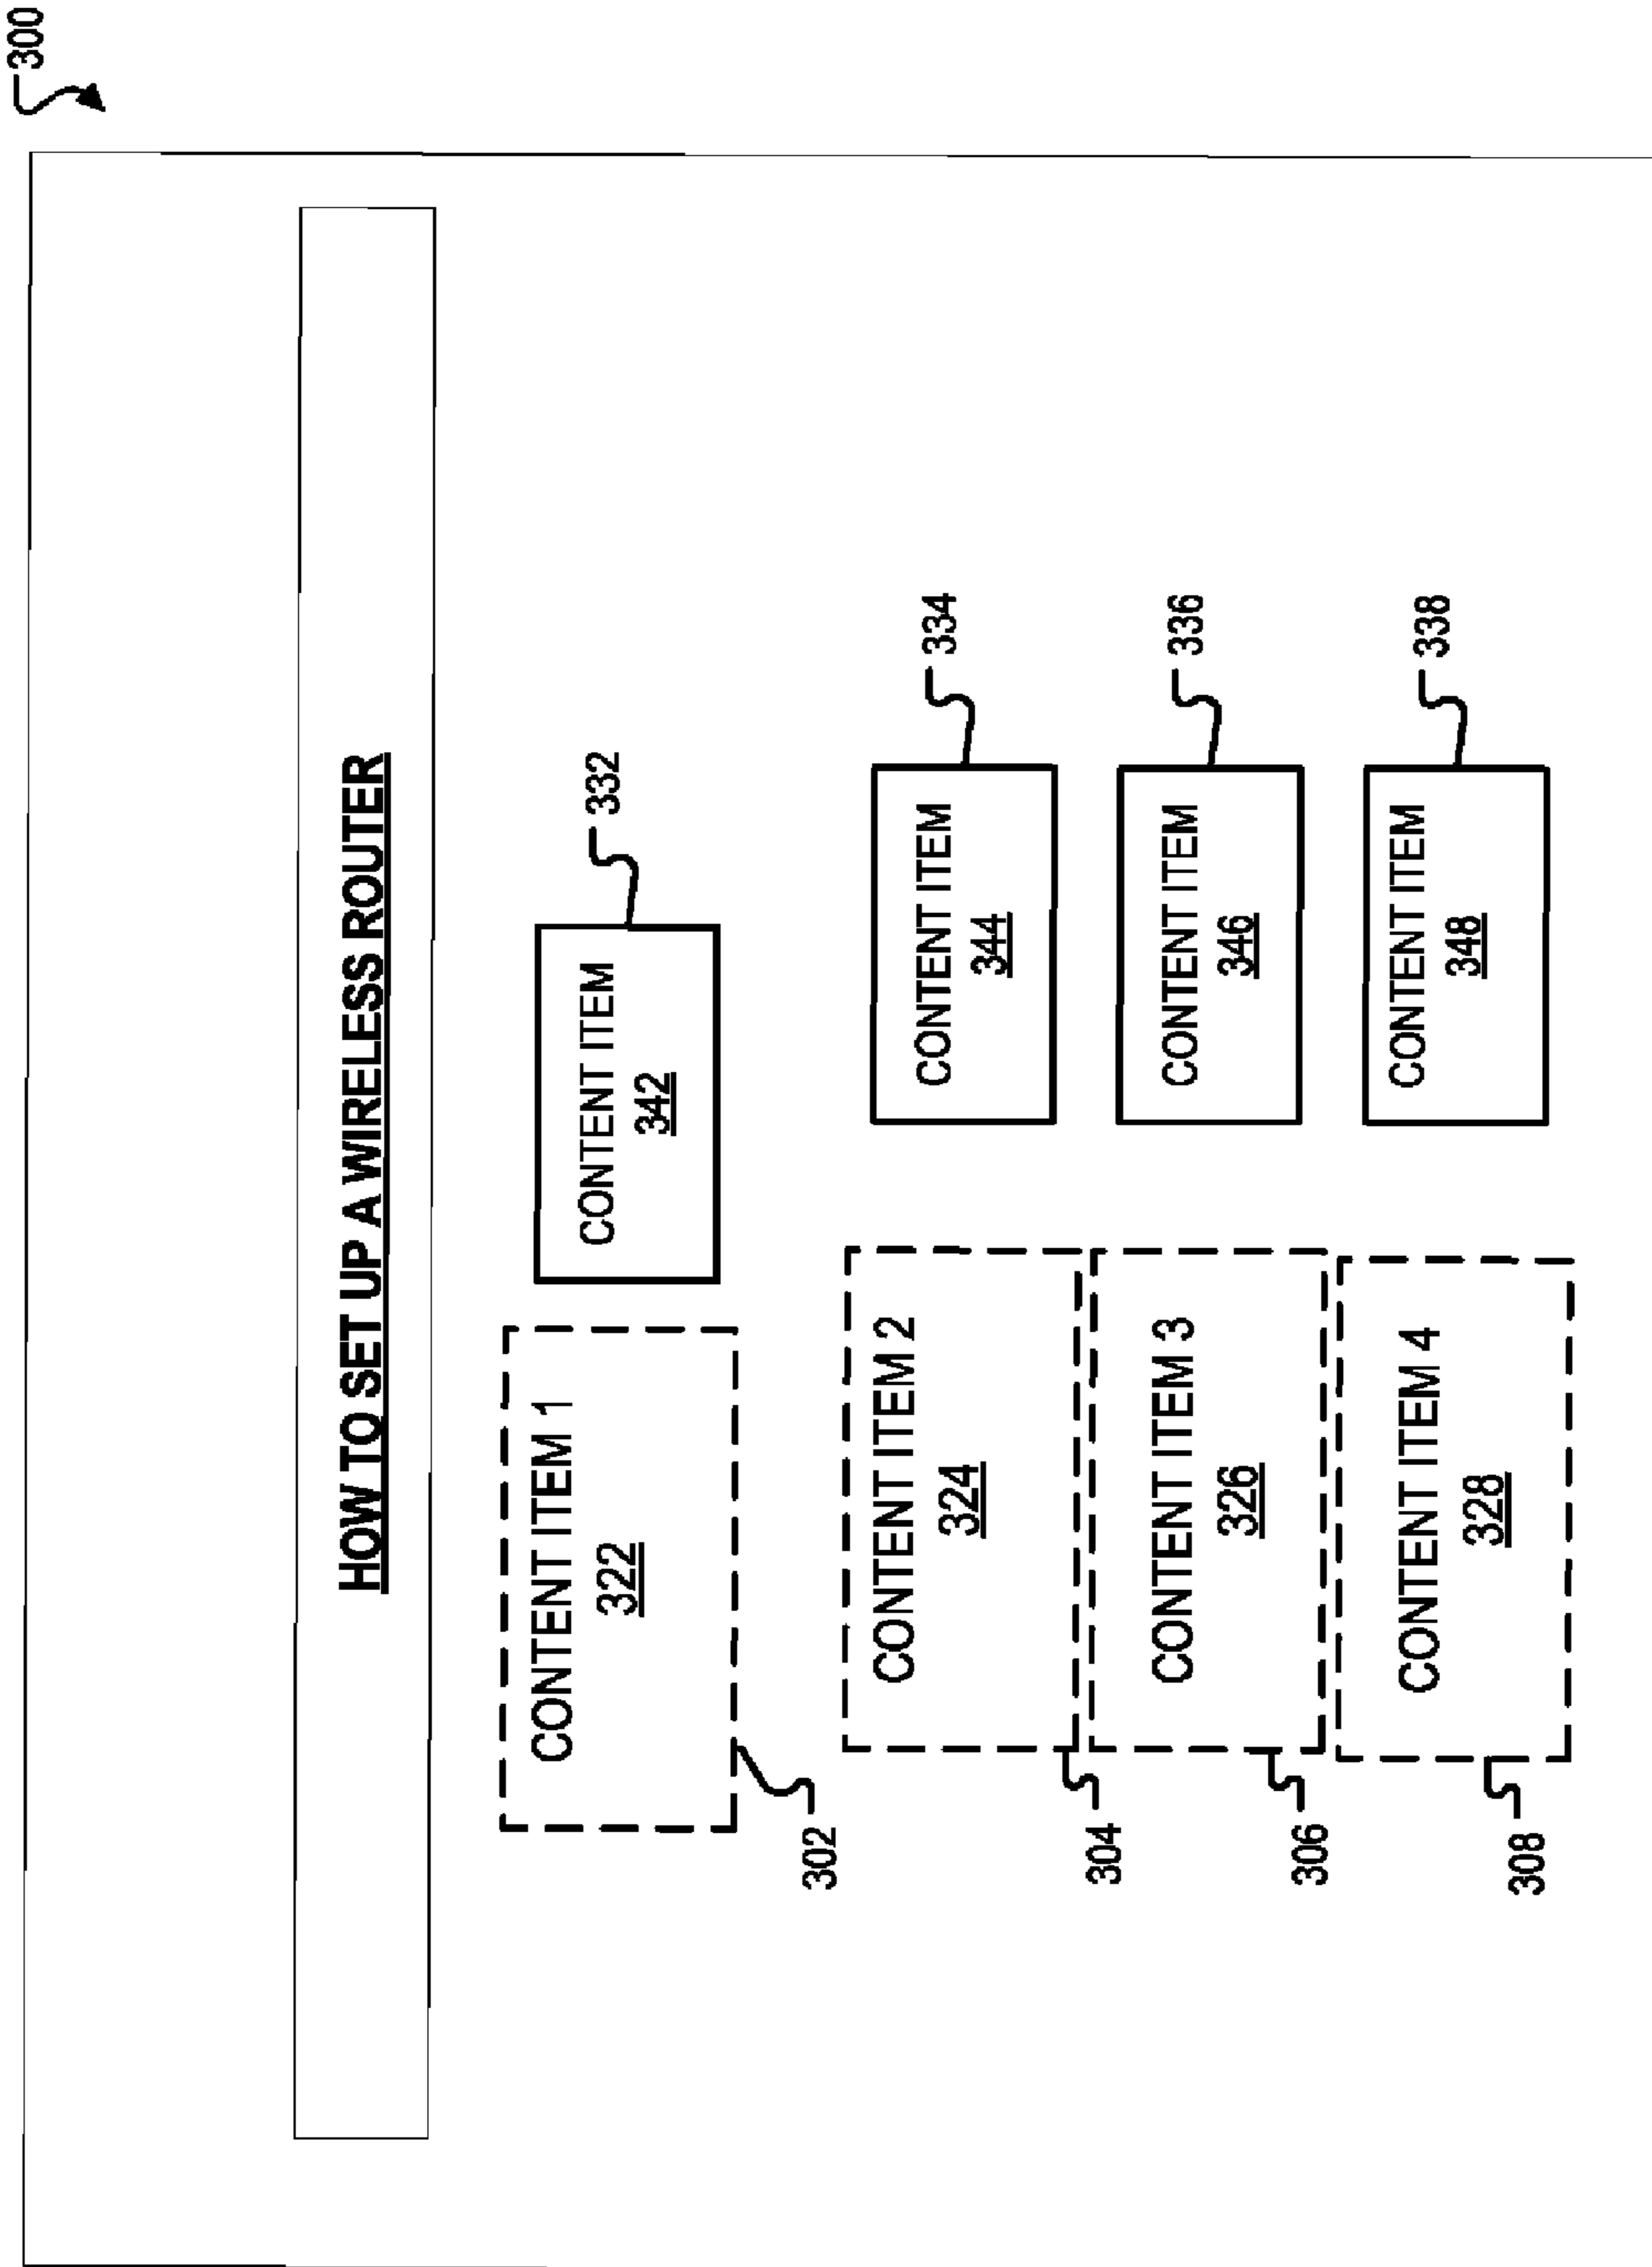 300
HOW TO SET UP A WIRELESS ROUTER
CONTENT ITEM 1
322
302
CONTENT ITEM
342
332
CONTENT ITEM 2
324
304
CONTENT ITEM
344
334
CONTENT ITEM 3
326
306
CONTENT ITEM
346
336
CONTENT ITEM 4
328
308
CONTENT ITEM
348
338